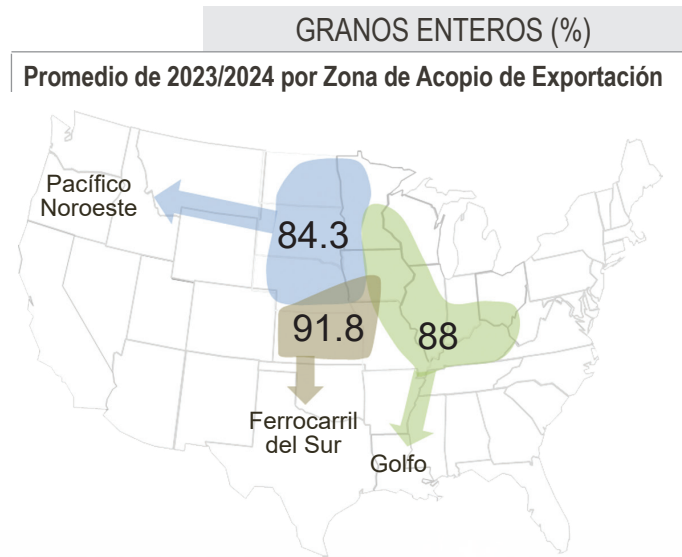 GRANOS ENTEROS (%)
Promedio de 2023/2024 por Zona de Acopio de Exportación
Pacífico
Noroeste
84.3
91.8
88
Ferrocarril
del Sur
Golfo